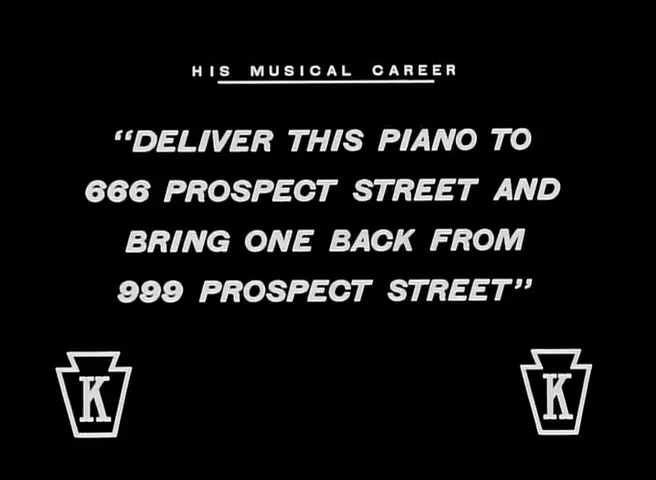 HIS MUSICAL CAREER
"DELIVER THIS PIANO TO
666 PROSPECT STREET AND
BRING ONE BACK FROM
999 PROSPECT STREET"
K K